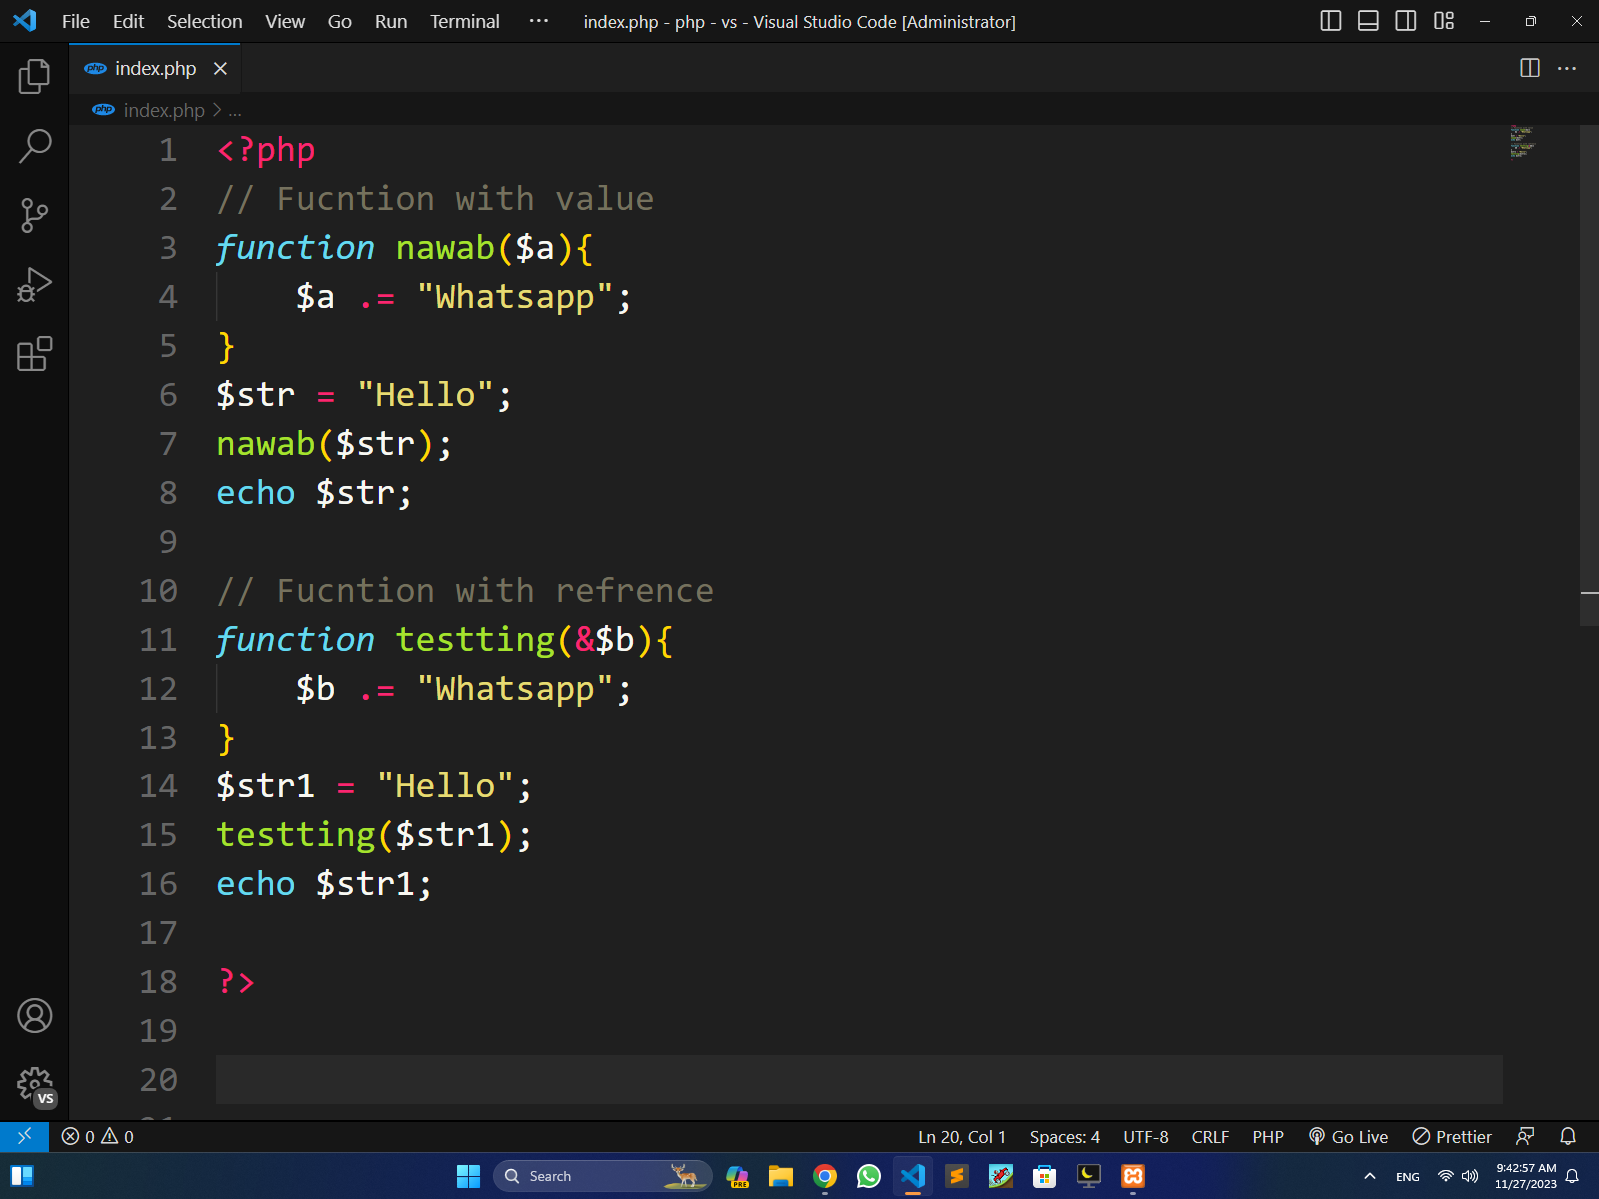 File Edit Selection View Go Run Terminal ··· index.php - php - vs - Visual Studio Code [Administrator]
php index.php
php index.php > ...
1 <?php
2 // Fucntion with value
3 function nawab($a){
4 $a .= "Whatsapp";
5 }
6 $str = "Hello";
7 nawab($str);
8 echo $str;
9
10 // Fucntion with refrence
11 function testting(&$b){
12 $b .= "Whatsapp";
13 }
14 $str1 = "Hello";
15 testting($str1);
16 echo $str1;
17
18 ?>
19
20
VS
0 0 Ln 20, Col 1 Spaces: 4 UTF-8 CRLF PHP Go Live Prettier
Search PRE ENG 9:42:57 AM
11/27/2023